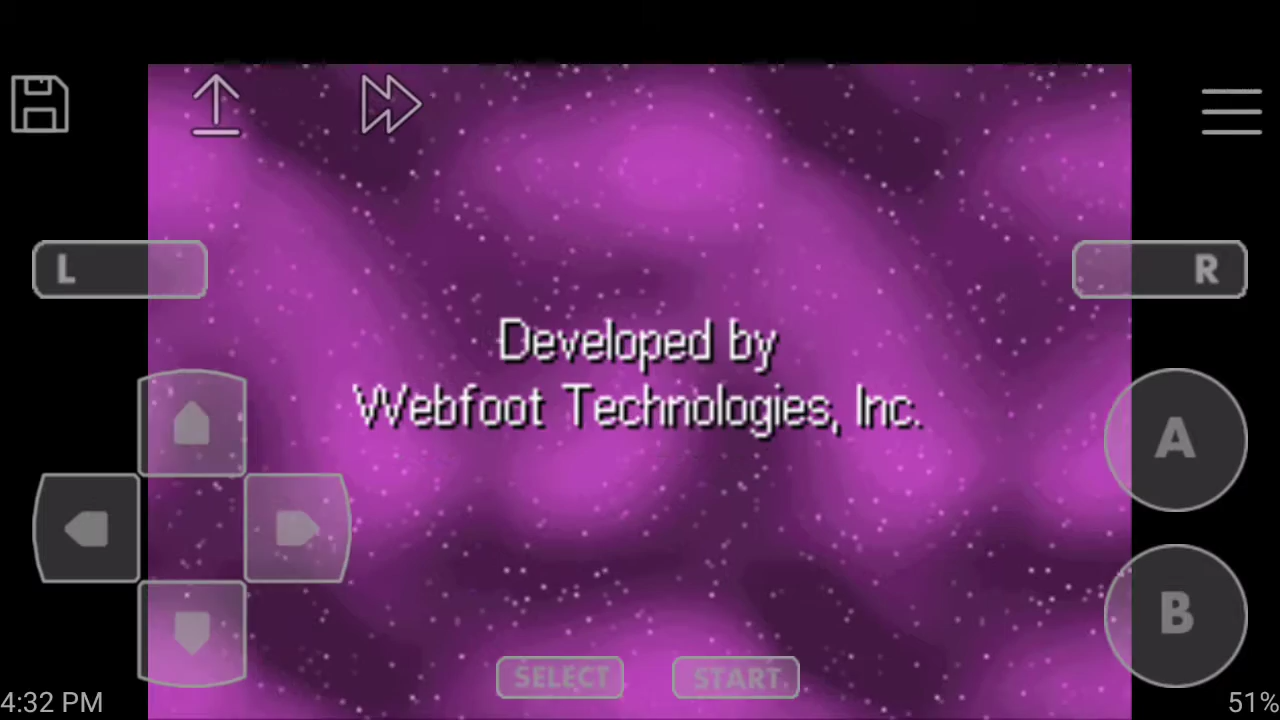 L
R
Developed by
Webfoot Technologies, Inc.
A
B
SELECT
START
4:32 PM
51%